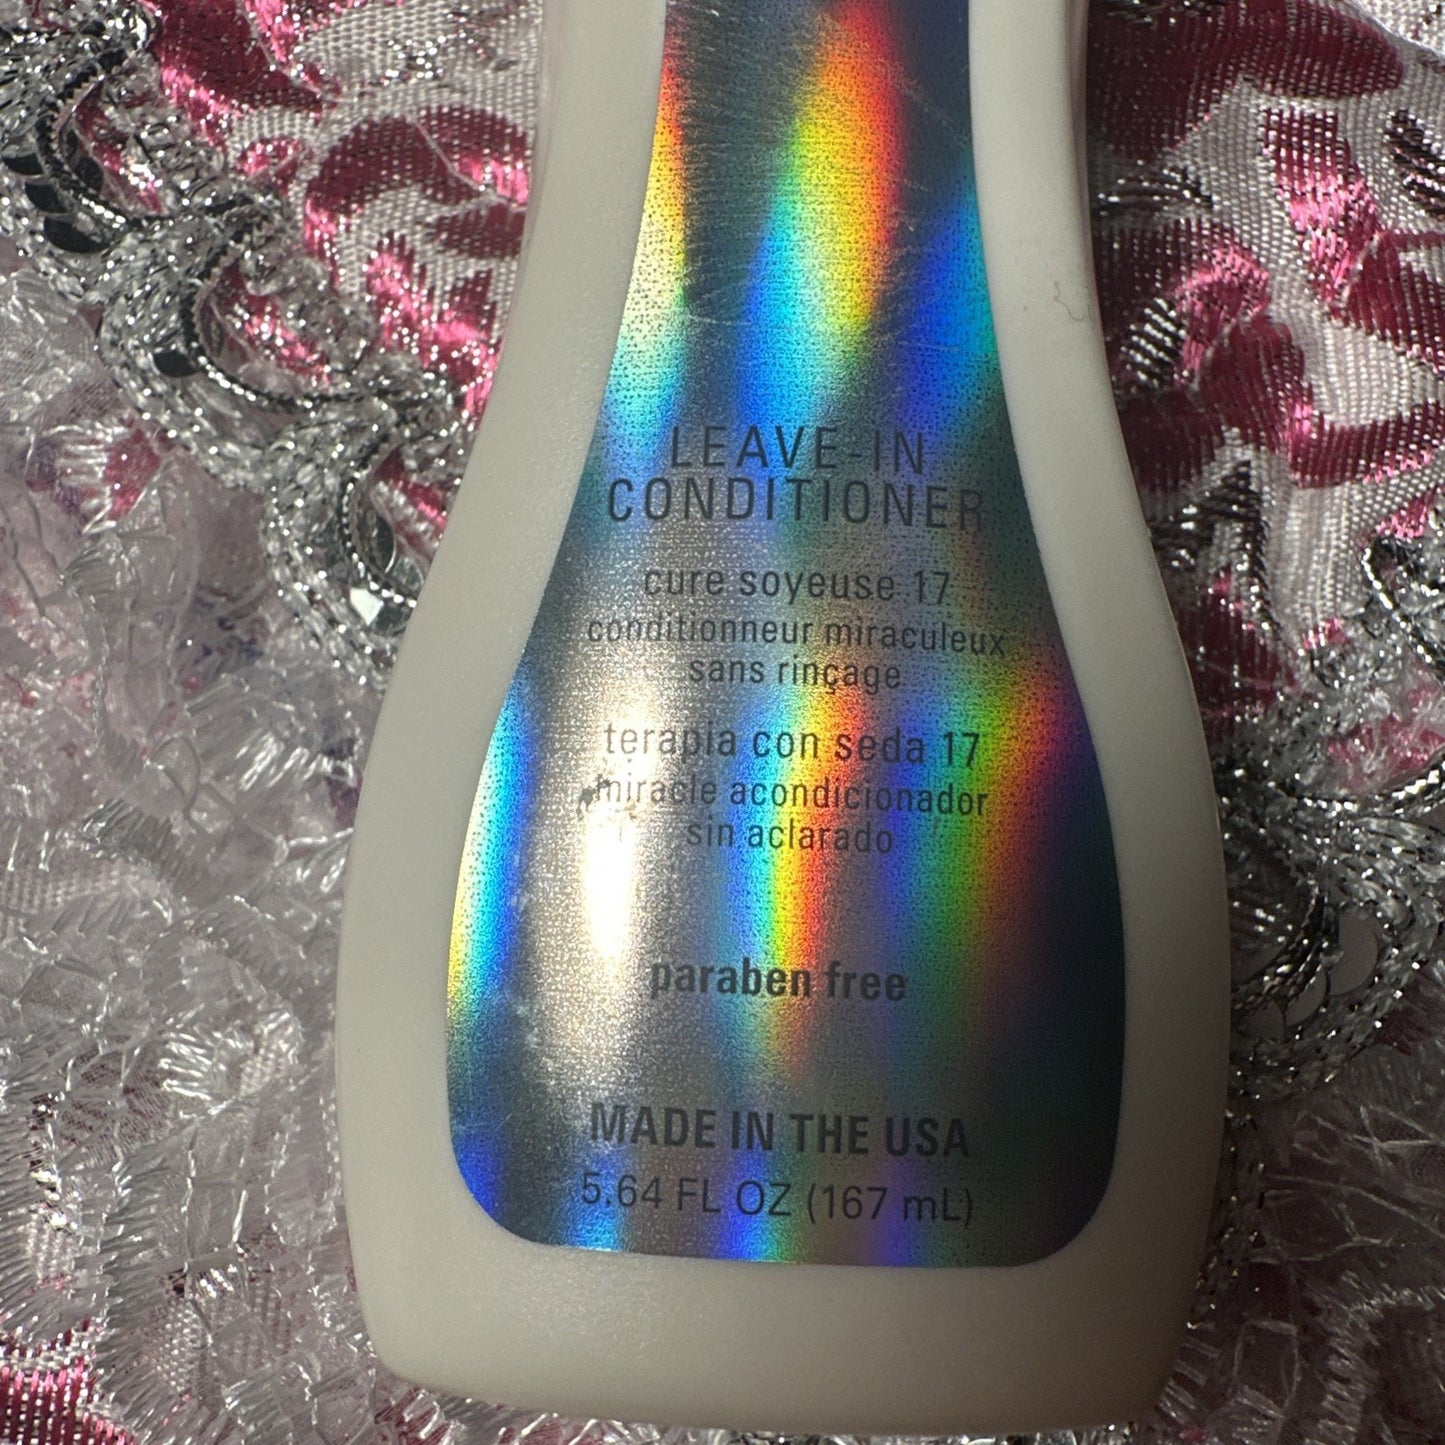 LEAVE-IN
CONDITIONER
cure soyeuse 17
conditionneur miraculeux
sans rinçage
terapia con seda 17
miracle acondicionador
sin aclarado
paraben free
MADE IN THE USA
5.64 FL OZ (167 mL)